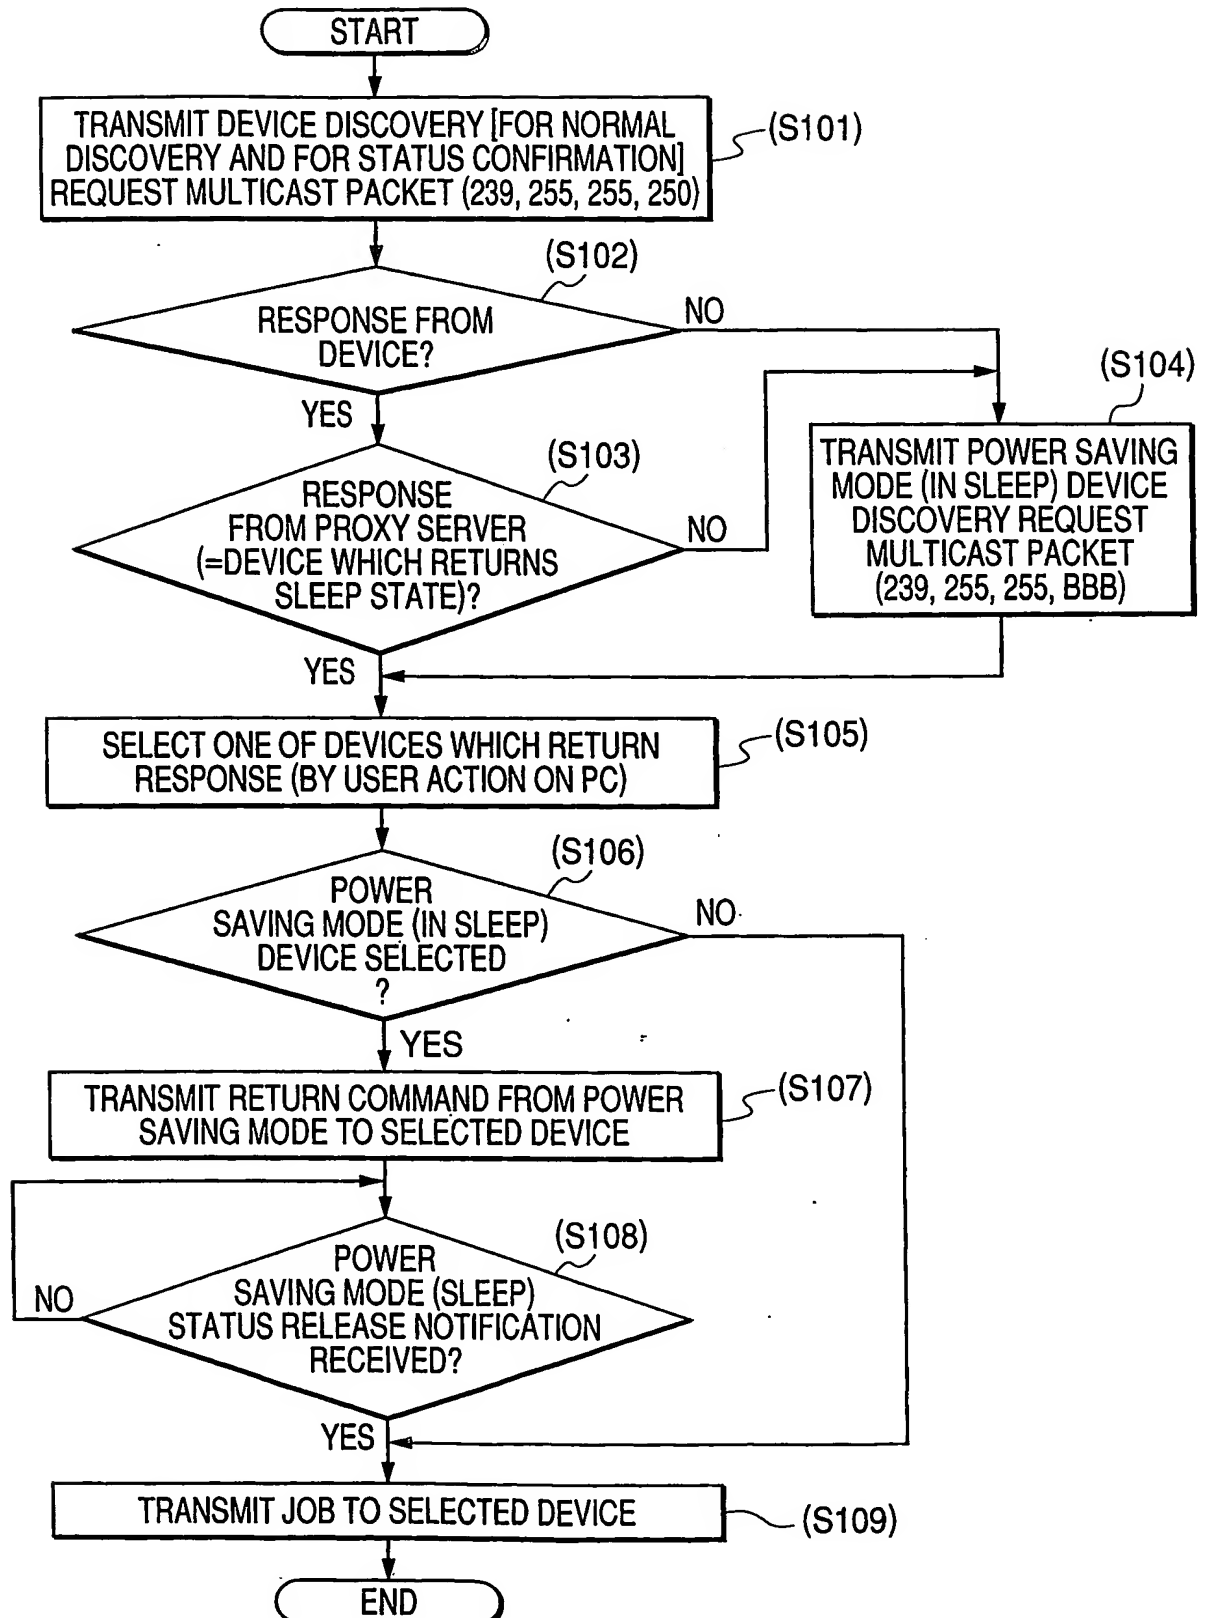 START
TRANSMIT DEVICE DISCOVERY [FOR NORMAL
DISCOVERY AND FOR STATUS CONFIRMATION]
REQUEST MULTICAST PACKET (239, 255, 255, 250)
(S101)
(S102)
RESPONSE FROM
DEVICE?
NO
YES
(S103)
RESPONSE
FROM PROXY SERVER
(=DEVICE WHICH RETURNS
SLEEP STATE)?
NO
YES
(S104)
TRANSMIT POWER SAVING
MODE (IN SLEEP) DEVICE
DISCOVERY REQUEST
MULTICAST PACKET
(239, 255, 255, BBB)
SELECT ONE OF DEVICES WHICH RETURN
RESPONSE (BY USER ACTION ON PC)
(S105)
(S106)
POWER
SAVING MODE (IN SLEEP)
DEVICE SELECTED
?
NO
YES
TRANSMIT RETURN COMMAND FROM POWER
SAVING MODE TO SELECTED DEVICE
(S107)
(S108)
POWER
SAVING MODE (SLEEP)
STATUS RELEASE NOTIFICATION
RECEIVED?
NO
YES
TRANSMIT JOB TO SELECTED DEVICE
(S109)
END